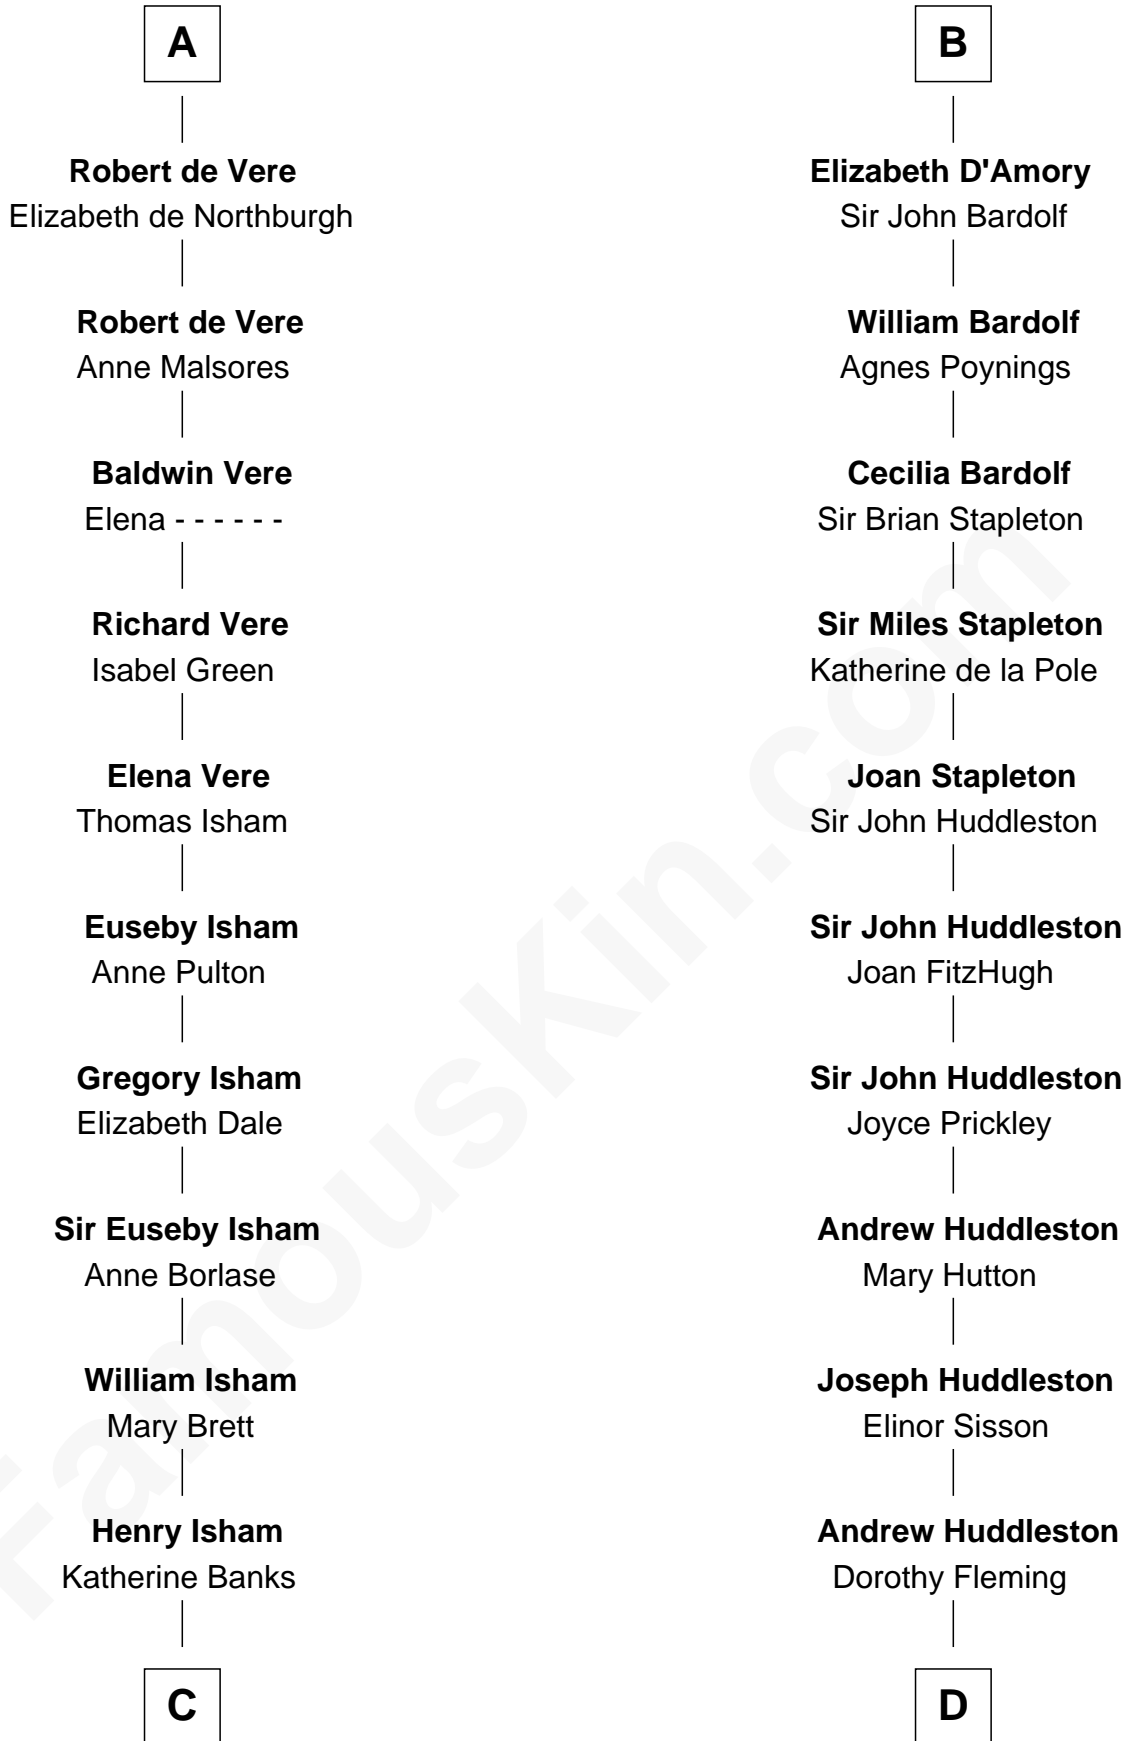 A
Robert de Vere
Elizabeth de Northburgh
Robert de Vere
Anne Malsores
Baldwin Vere
Elena - - - - - -
Richard Vere
Isabel Green
Elena Vere
Thomas Isham
Euseby Isham
Anne Pulton
Gregory Isham
Elizabeth Dale
Sir Euseby Isham
Anne Borlase
William Isham
Mary Brett
Henry Isham
Katherine Banks
C
B
Elizabeth D'Amory
Sir John Bardolf
William Bardolf
Agnes Poynings
Cecilia Bardolf
Sir Brian Stapleton
Sir Miles Stapleton
Katherine de la Pole
Joan Stapleton
Sir John Huddleston
Sir John Huddleston
Joan FitzHugh
Sir John Huddleston
Joyce Prickley
Andrew Huddleston
Mary Hutton
Joseph Huddleston
Elinor Sisson
Andrew Huddleston
Dorothy Fleming
D
FamousKin.com